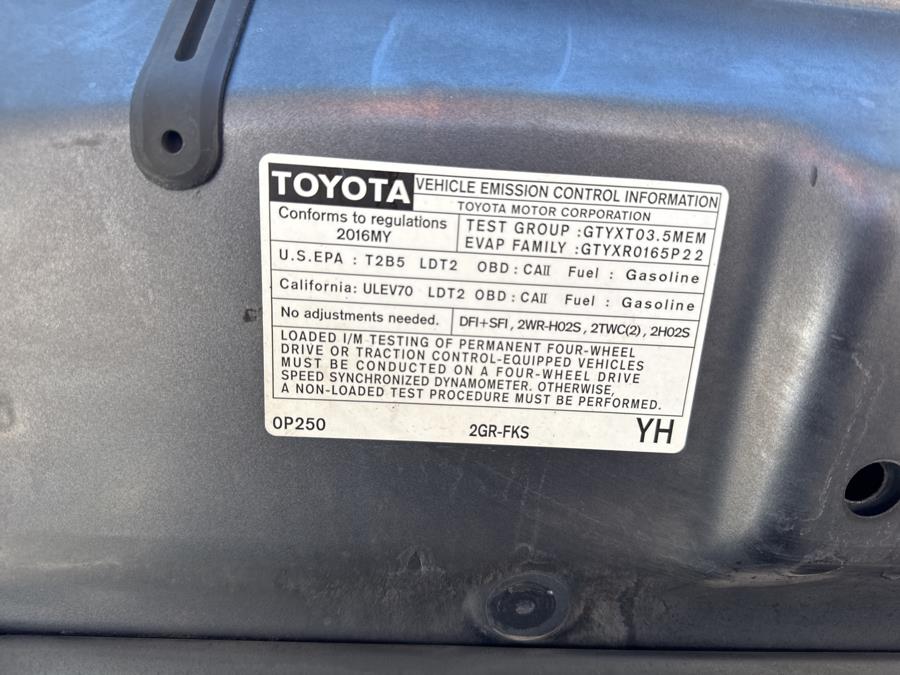 TOYOTA VEHICLE EMISSION CONTROL INFORMATION
TOYOTA MOTOR CORPORATION
Conforms to regulations
2016MY
TEST GROUP :GTYXT03.5MEM
EVAP FAMILY :GTYXR0165P22
U.S.EPA : T2B5 LDT2 OBD : CAII Fuel : Gasoline
California: ULEV70 LDT2 OBD : CAII Fuel : Gasoline
No adjustments needed. DFI+SFI, 2WR-HO2S, 2TWC(2), 2HO2S
LOADED I/M TESTING OF PERMANENT FOUR-WHEEL
DRIVE OR TRACTION CONTROL-EQUIPPED VEHICLES
MUST BE CONDUCTED ON A FOUR-WHEEL DRIVE
SPEED SYNCHRONIZED DYNAMOMETER. OTHERWISE,
A NON-LOADED TEST PROCEDURE MUST BE PERFORMED.
0P250 2GR-FKS YH